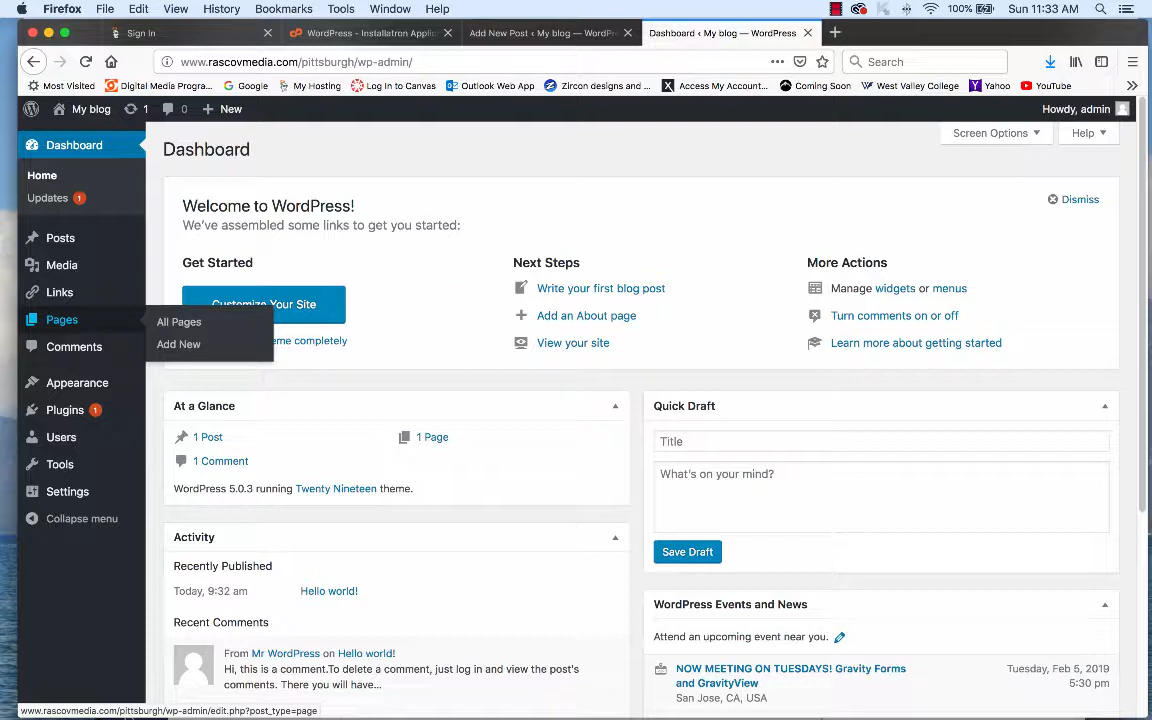 Firefox File Edit View History Bookmarks Tools Window Help 100% Sun 11:33 AM
Sign In WordPress - Installatron Applic Add New Post ‹ My blog — WordPr Dashboard ‹ My blog — WordPress
www.rascovmedia.com/pittsburgh/wp-admin/ Search
Most Visited Digital Media Progra... Google My Hosting Log In to Canvas Outlook Web App Zircon designs and ... Access My Account... Coming Soon West Valley College Yahoo YouTube
My blog 1 0 New Howdy, admin
Screen Options Help
Dashboard
Home
Updates 1
Posts
Media
Links
Pages
All Pages
Add New
Comments
Appearance
Plugins 1
Users
Tools
Settings
Collapse menu
Dashboard
Welcome to WordPress!
We've assembled some links to get you started:
Dismiss
Get Started
Customize Your Site
eme completely
Next Steps
Write your first blog post
Add an About page
View your site
More Actions
Manage widgets or menus
Turn comments on or off
Learn more about getting started
At a Glance
1 Post 1 Page
1 Comment
WordPress 5.0.3 running Twenty Nineteen theme.
Activity
Recently Published
Today, 9:32 am Hello world!
Recent Comments
From Mr WordPress on Hello world!
Hi, this is a comment.To delete a comment, just log in and view the post's
comments. There you will have...
Quick Draft
Title
What's on your mind?
Save Draft
WordPress Events and News
Attend an upcoming event near you.
NOW MEETING ON TUESDAYS! Gravity Forms
and GravityView
San Jose, CA, USA
Tuesday, Feb 5, 2019
5:30 pm
www.rascovmedia.com/pittsburgh/wp-admin/edit.php?post_type=page